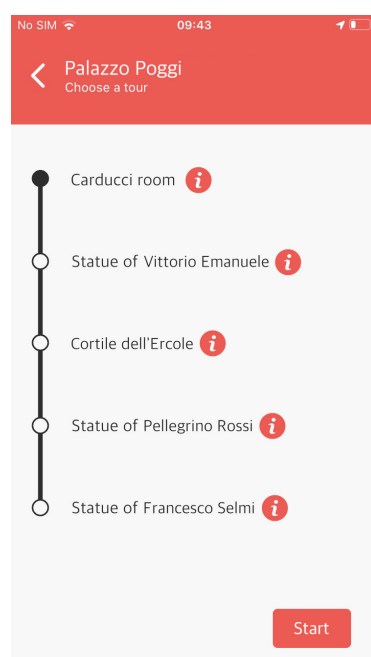 No SIM 09:43
Palazzo Poggi
Choose a tour
Carducci room i
Statue of Vittorio Emanuele i
Cortile dell'Ercole i
Statue of Pellegrino Rossi i
Statue of Francesco Selmi i
Start